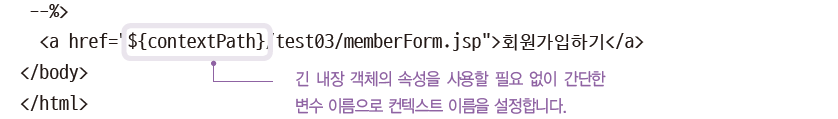 --%>
<a href="${contextPath}/test03/memberForm.jsp">회원가입하기</a>
</body>
</html>
긴 내장 객체의 속성을 사용할 필요 없이 간단한
변수 이름으로 컨텍스트 이름을 설정합니다.